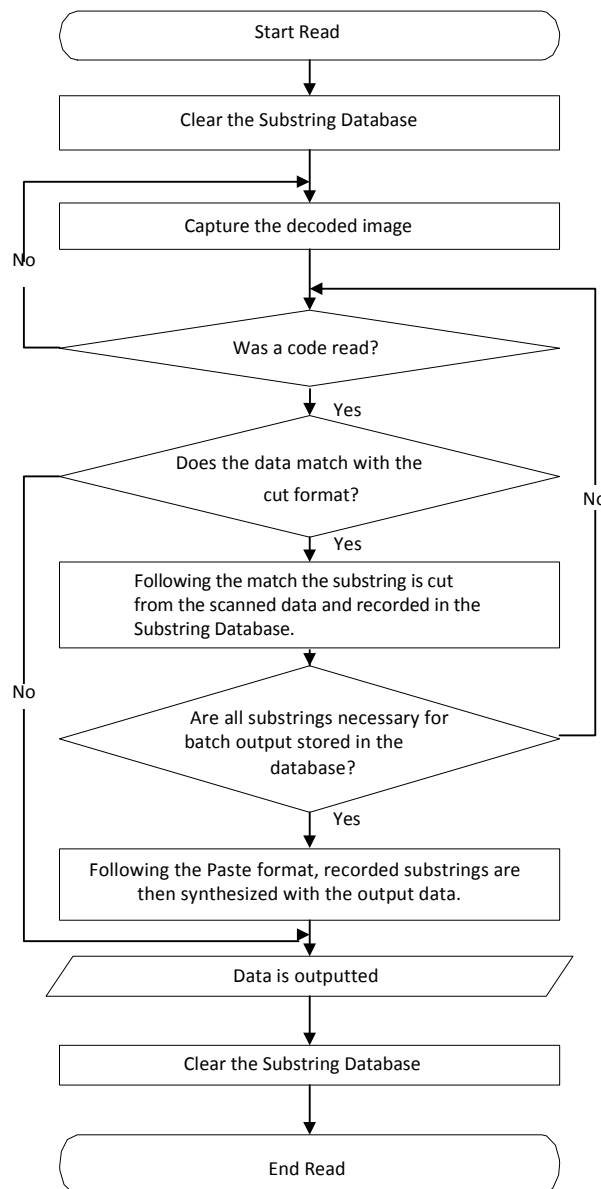 Start Read
Clear the Substring Database
Capture the decoded image
No
Was a code read?
Yes
Does the data match with the
cut format?
No
Yes
Following the match the substring is cut
from the scanned data and recorded in the
Substring Database.
No
Are all substrings necessary for
batch output stored in the
database?
Yes
Following the Paste format, recorded substrings are
then synthesized with the output data.
Data is outputted
Clear the Substring Database
End Read